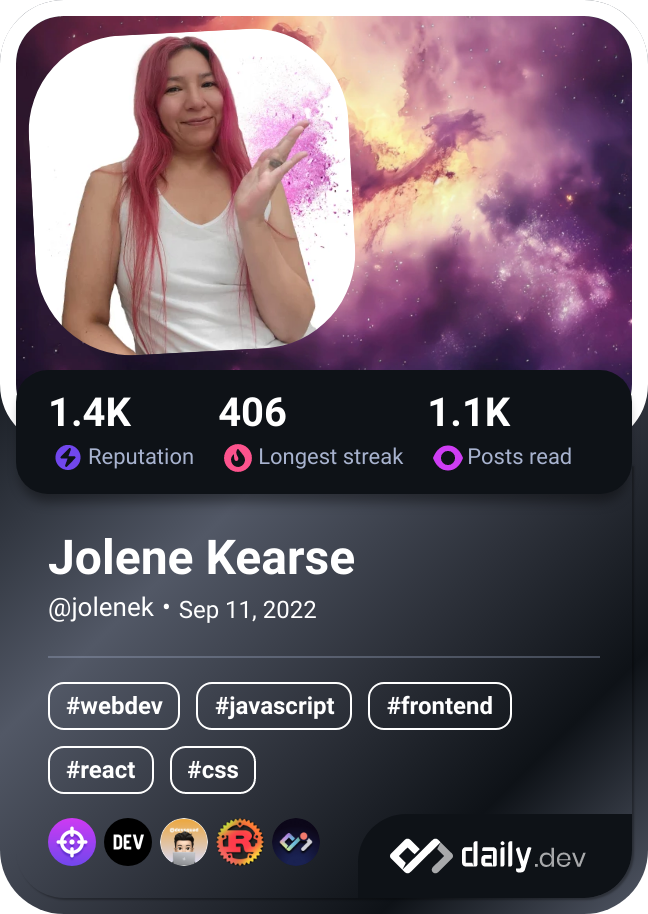 1.4K 406 1.1K
Reputation Longest streak Posts read
Jolene Kearse
@jolenek • Sep 11, 2022
#webdev #javascript #frontend
#react #css
DEV R daily.dev